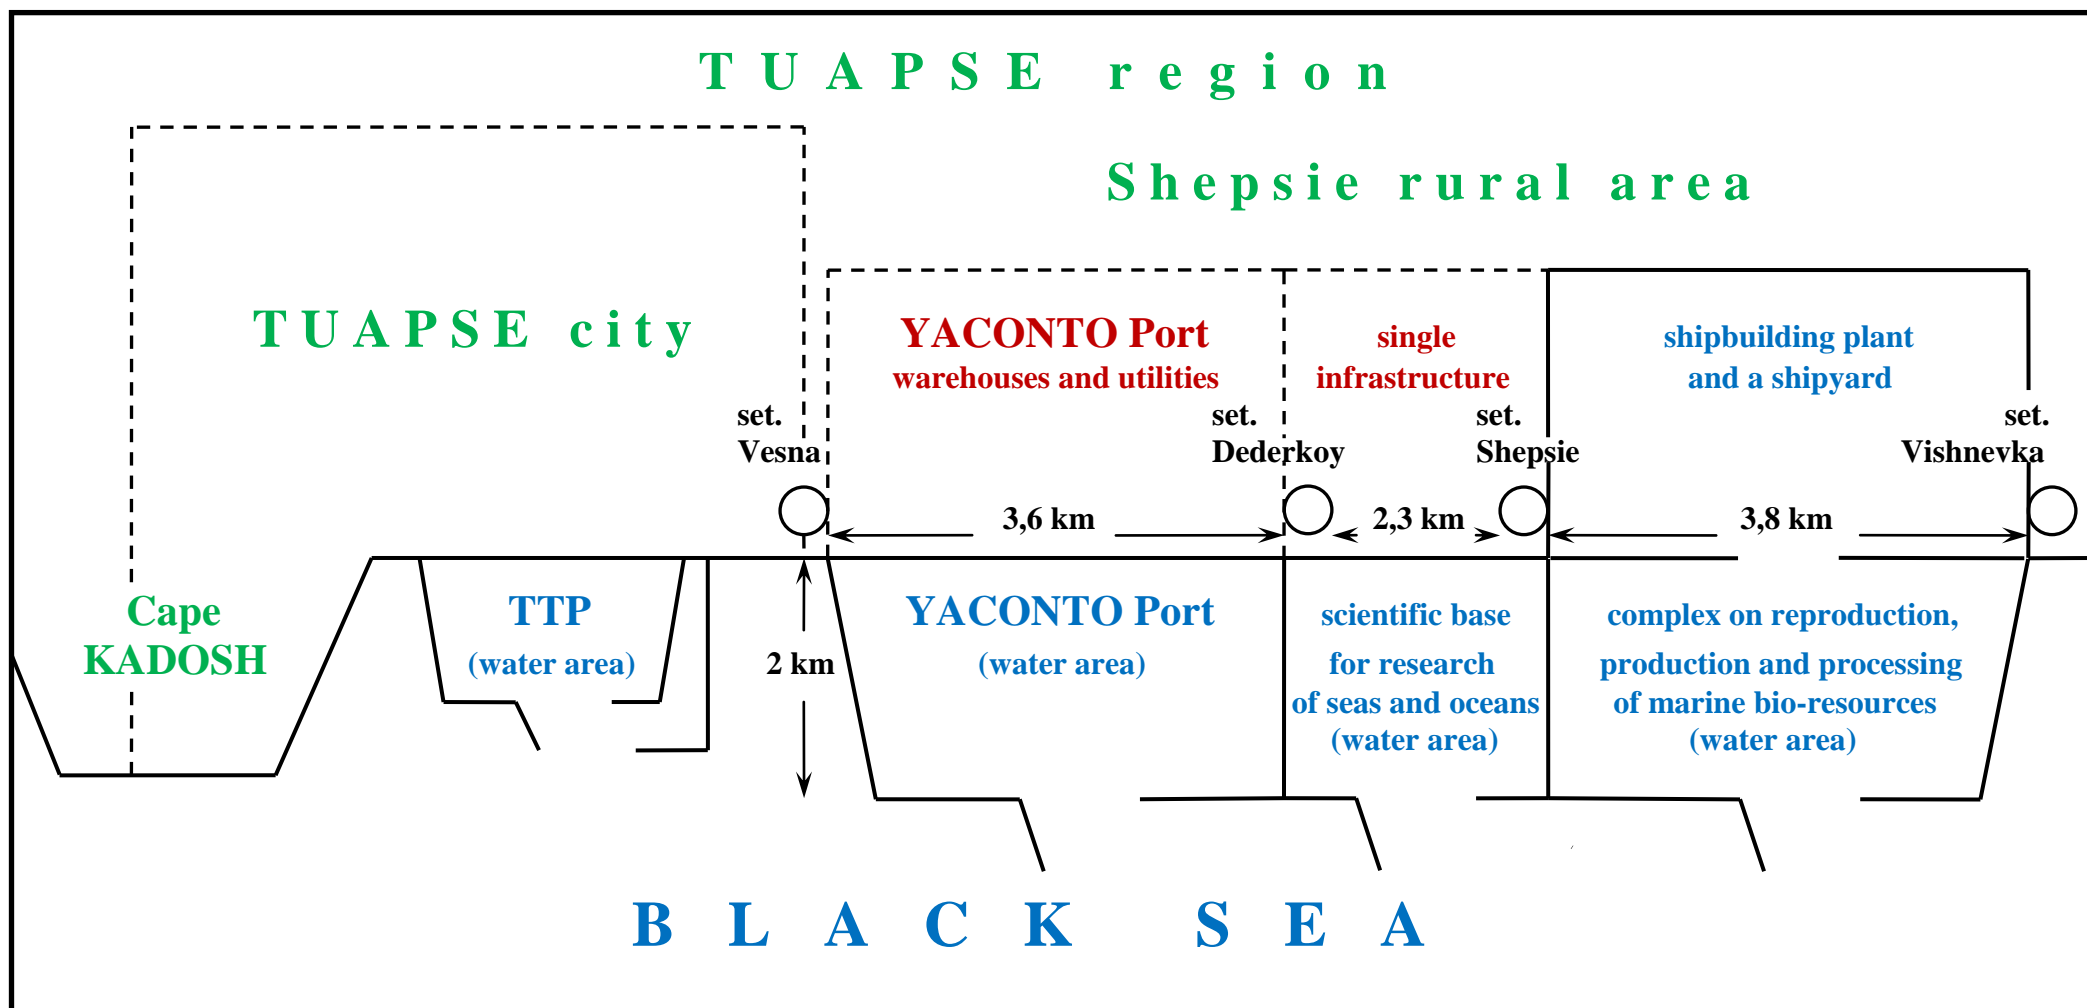 TUAPSE region
Shepsie rural area
TUAPSE city
YACONTO Port
warehouses and utilities
single
infrastructure
shipbuilding plant
and a shipyard
set.
Vesna
set.
Dederkoy
set.
Shepsie
set.
Vishnevka
3,6 km
2,3 km
3,8 km
Cape
KADOSH
TTP
(water area)
2 km
YACONTO Port
(water area)
scientific base
for research
of seas and oceans
(water area)
complex on reproduction,
production and processing
of marine bio-resources
(water area)
BLACK SEA